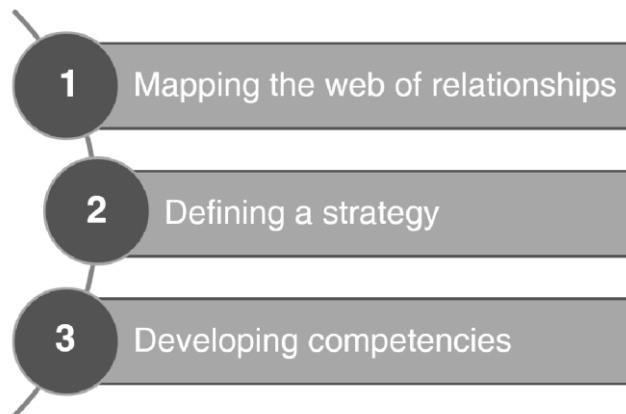 1 Mapping the web of relationships
2 Defining a strategy
3 Developing competencies